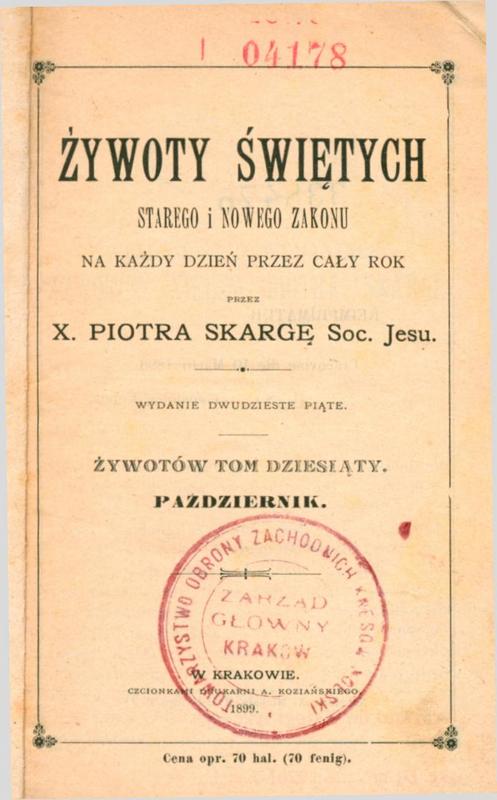 04178
ŻYWOTY ŚWIĘTYCH
STAREGO i NOWEGO ZAKONU
NA KAŻDY DZIEŃ PRZEZ CAŁY ROK
PRZEZ
X. PIOTRA SKARGĘ Soc. Jesu.
WYDANIE DWUDZIESTE PIĄTE.
ŻYWOTÓW TOM DZIESIĄTY.
PAŹDZIERNIK.
TOWARZYSTWO OBRONY ZACHODNICH KRESÓW POLSKI
ZARZĄD
GŁÓWNY
KRAKÓW
W KRAKOWIE.
CZCIONKAMI DRUKARNI A. KOZIAŃSKIEGO.
1899.
Cena opr. 70 hal. (70 fenig).